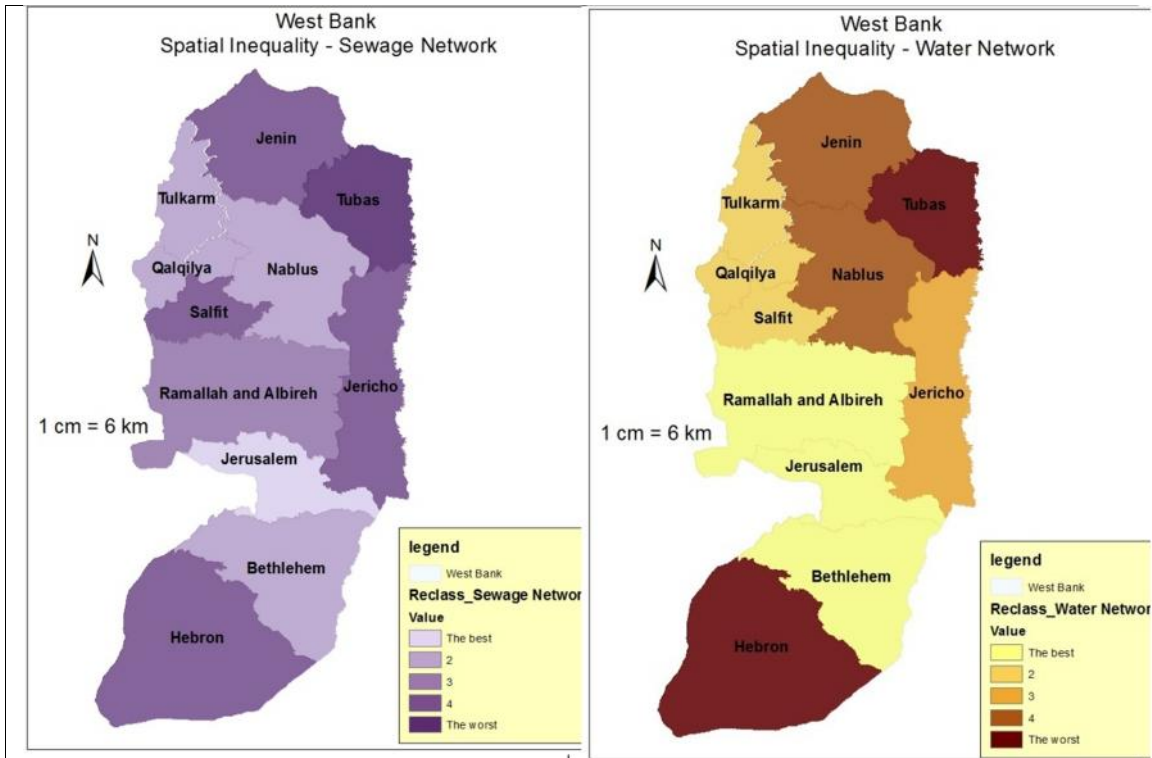 West Bank
Spatial Inequality - Sewage Network
Jenin
Tubas
Tulkarm
N
Qalqilya
Nablus
Salfit
Ramallah and Albireh
Jericho
1 cm = 6 km
Jerusalem
Bethlehem
Hebron
legend
West Bank
Reclass_Sewage Networ
Value
The best
2
3
4
The worst
West Bank
Spatial Inequality - Water Network
Jenin
Tubas
Tulkarm
N
Qalqilya
Nablus
Salfit
Ramallah and Albireh
Jericho
1 cm = 6 km
Jerusalem
Bethlehem
Hebron
legend
West Bank
Reclass_Water Networ
Value
The best
2
3
4
The worst